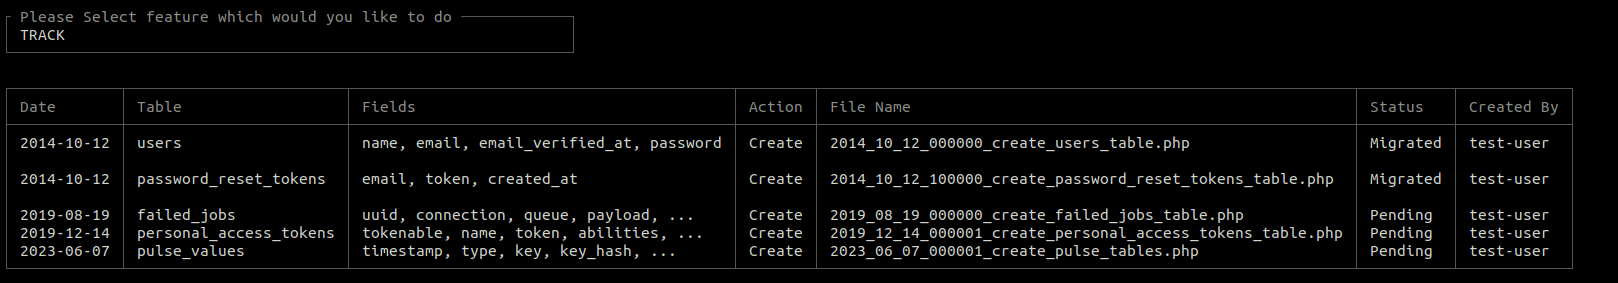 Please Select feature which would you like to do
TRACK
Date Table Fields Action File Name Status Created By
2014-10-12 users name, email, email_verified_at, password Create 2014_10_12_000000_create_users_table.php Migrated test-user
2014-10-12 password_reset_tokens email, token, created_at Create 2014_10_12_100000_create_password_reset_tokens_table.php Migrated test-user
2019-08-19 failed_jobs uuid, connection, queue, payload, ... Create 2019_08_19_000000_create_failed_jobs_table.php Pending test-user
2019-12-14 personal_access_tokens tokenable, name, token, abilities, ... Create 2019_12_14_000001_create_personal_access_tokens_table.php Pending test-user
2023-06-07 pulse_values timestamp, type, key, key_hash, ... Create 2023_06_07_000001_create_pulse_tables.php Pending test-user